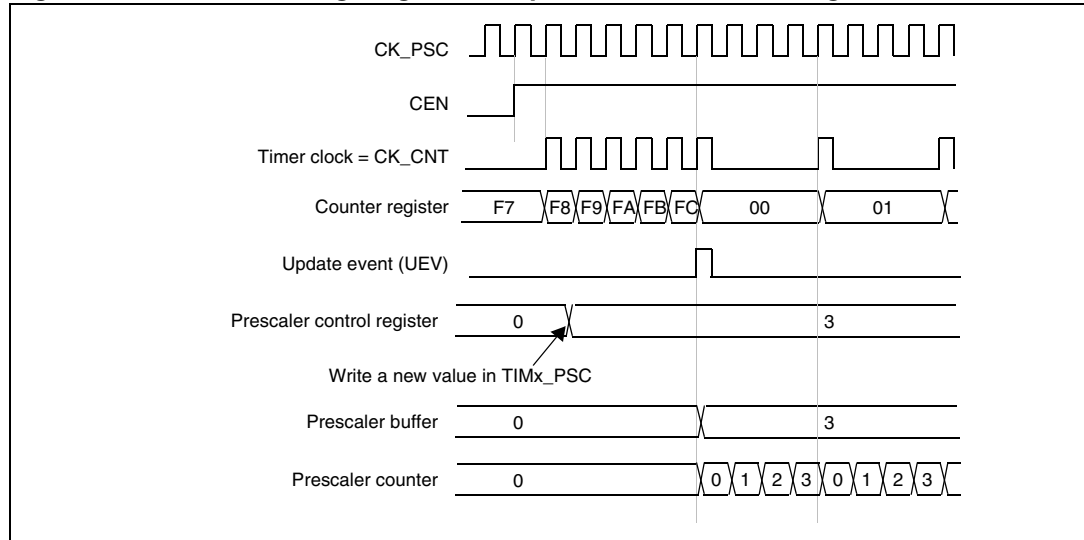 CK_PSC
CEN
Timer clock = CK_CNT
Counter register F7 F8 F9 FA FB FC 00 01
Update event (UEV)
Prescaler control register 0 3
Write a new value in TIMx_PSC
Prescaler buffer 0 3
Prescaler counter 0 0 1 2 3 0 1 2 3